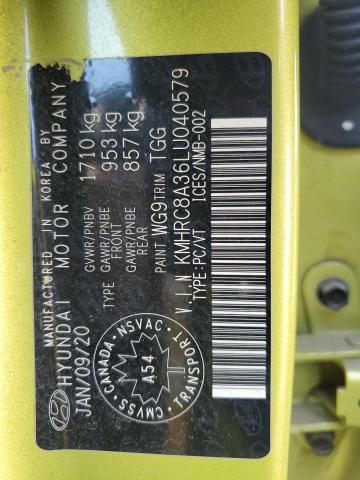 MANUFACTURED IN KOREA BY
HYUNDAI MOTOR COMPANY
JAN/09/20
GVWR/PNBV 1710 kg
GAWR/PNBE FRONT 953 kg
GAWR/PNBE REAR 857 kg
PAINT WG9 TRIM TGG
V.I.N KMHRC8A36LU040579
TYPE:PC/VT ICES/NMB-002
CANADA NSVAC TRANSPORT CMVSS
A54